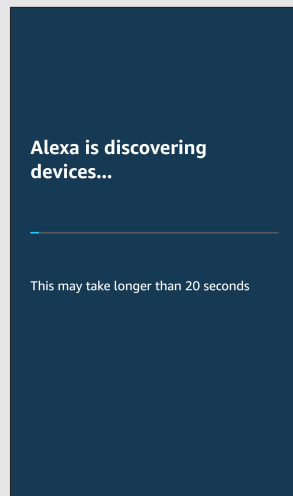 Alexa is discovering
devices...
This may take longer than 20 seconds